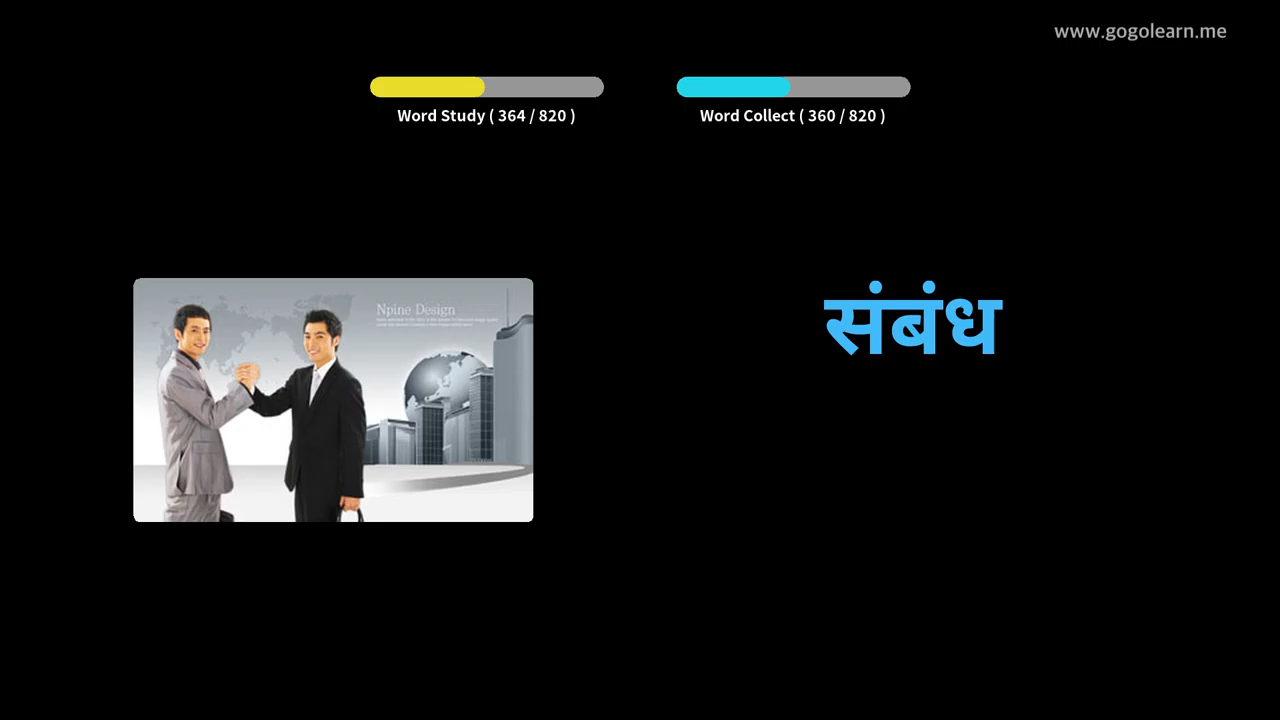 www.gogolearn.me
Word Study ( 364 / 820 )
Word Collect ( 360 / 820 )
Npine Design
संबंध